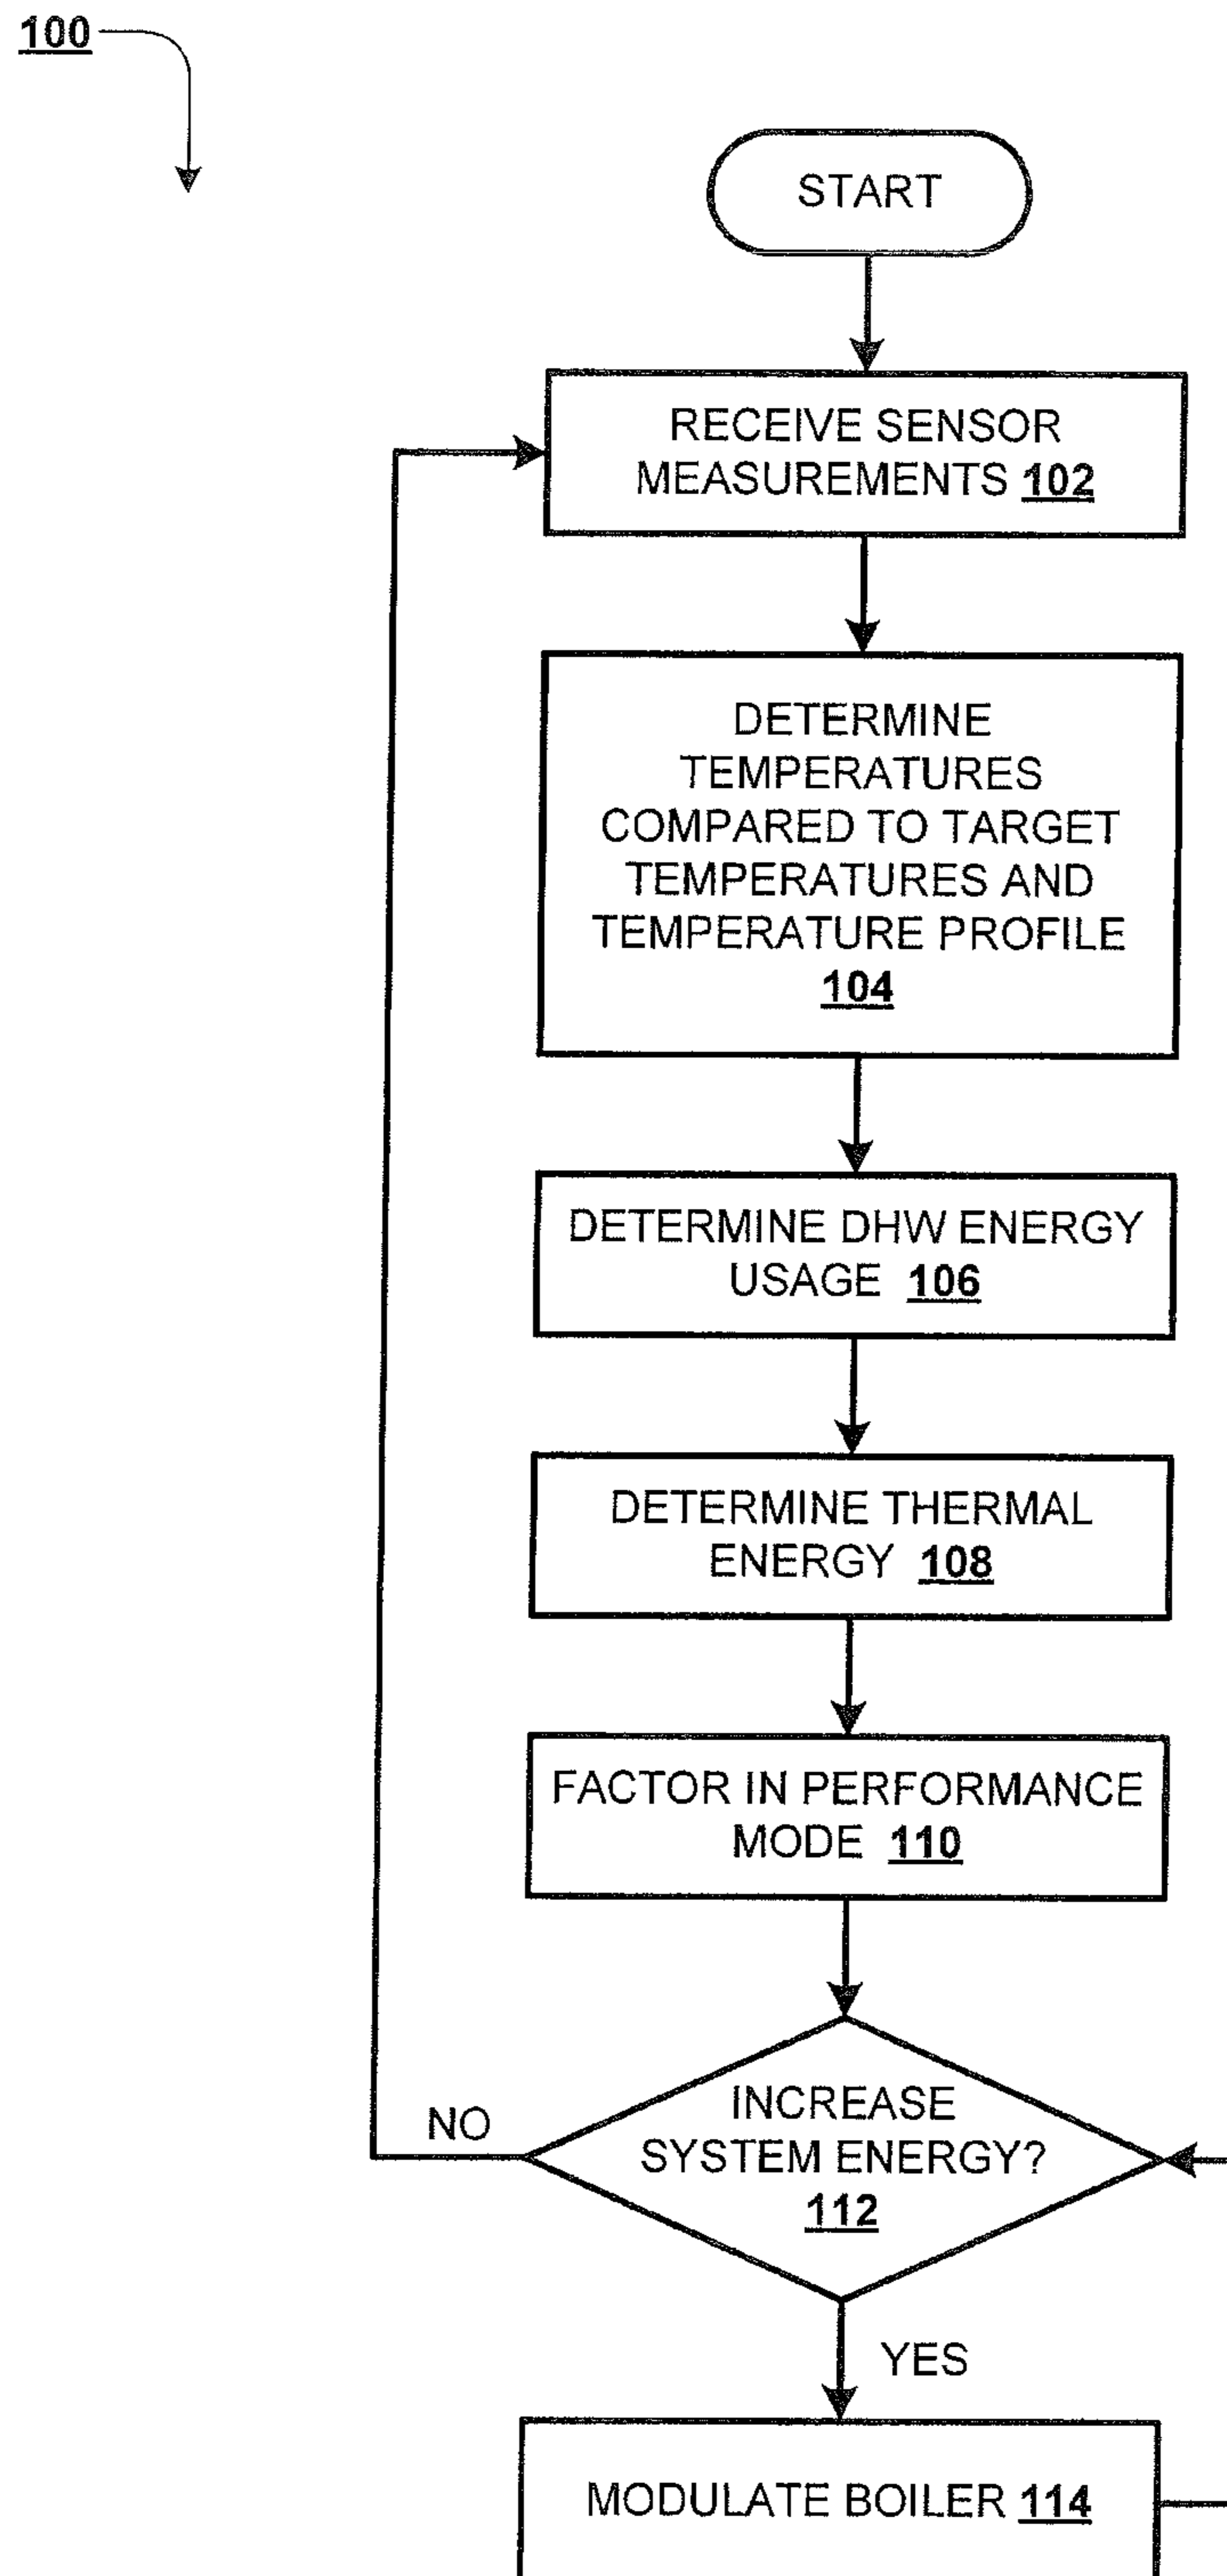 100
START
RECEIVE SENSOR
MEASUREMENTS 102
DETERMINE
TEMPERATURES
COMPARED TO TARGET
TEMPERATURES AND
TEMPERATURE PROFILE
104
DETERMINE DHW ENERGY
USAGE 106
DETERMINE THERMAL
ENERGY 108
FACTOR IN PERFORMANCE
MODE 110
INCREASE
SYSTEM ENERGY?
112
NO
YES
MODULATE BOILER 114